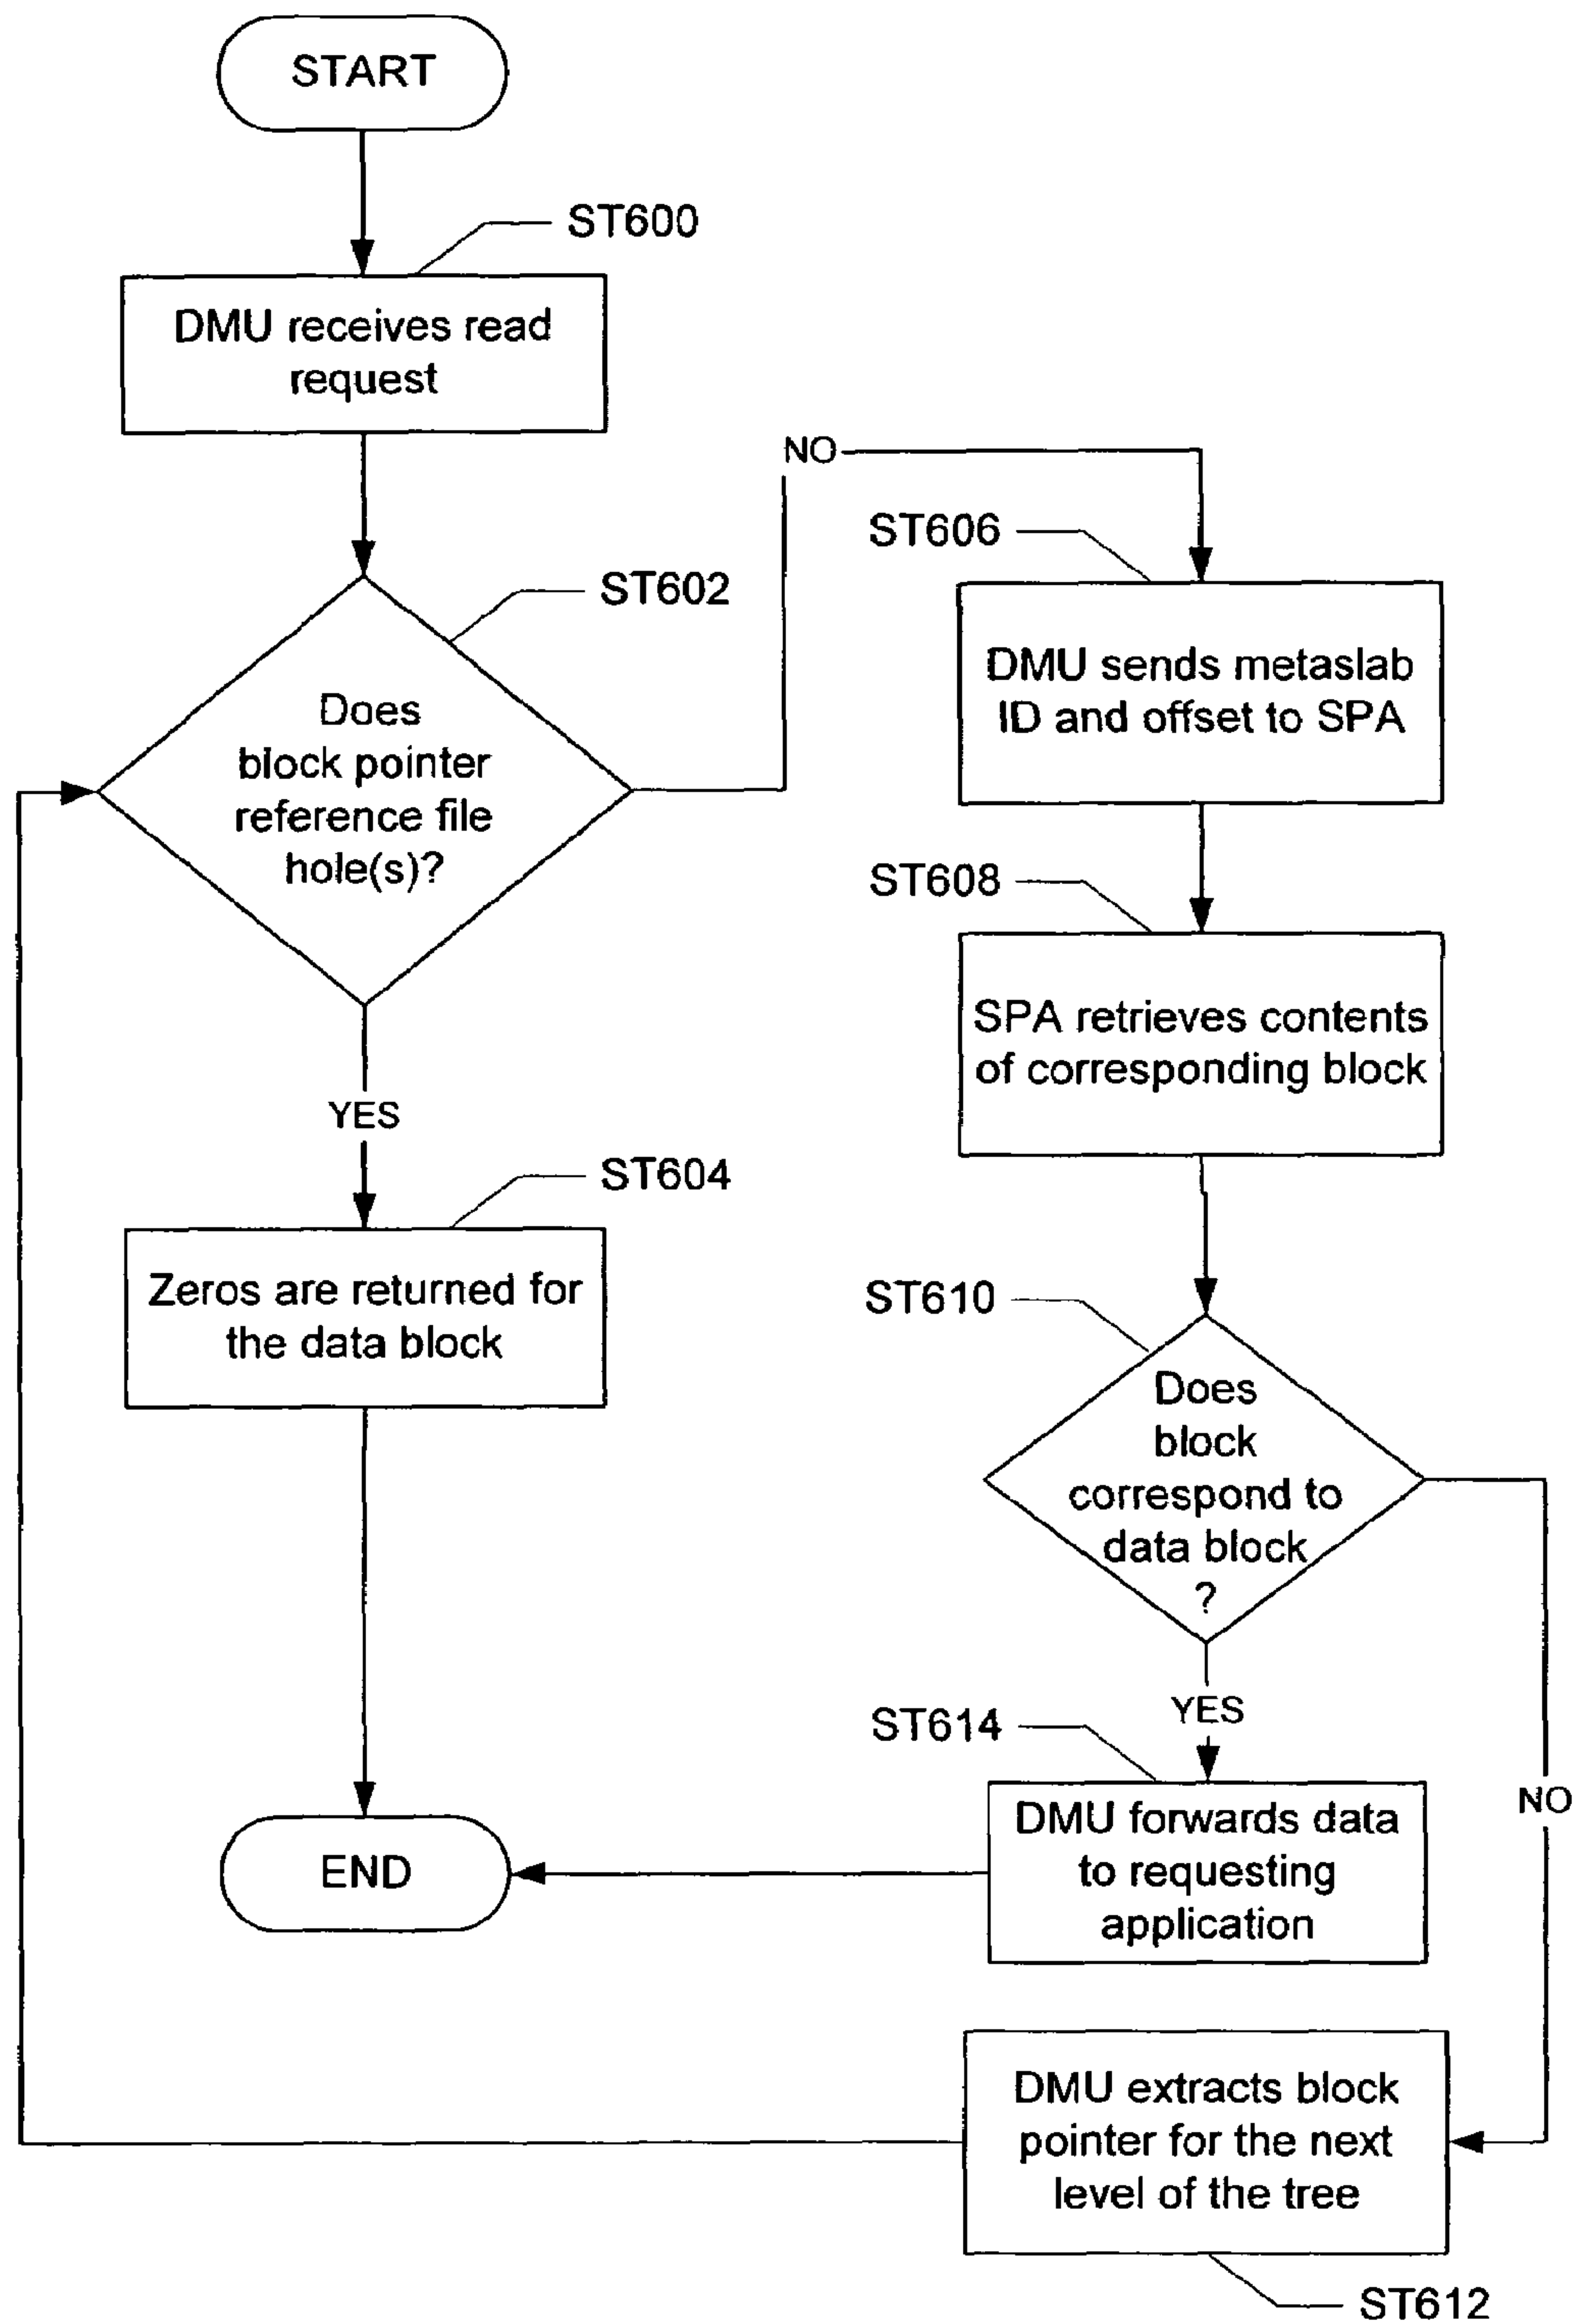 START
ST600
DMU receives read
request
ST602
Does
block pointer
reference file
hole(s)?
YES
ST604
Zeros are returned for
the data block
END
NO
ST606
DMU sends metaslab
ID and offset to SPA
ST608
SPA retrieves contents
of corresponding block
ST610
Does
block
correspond to
data block
?
YES
ST614
DMU forwards data
to requesting
application
NO
DMU extracts block
pointer for the next
level of the tree
ST612